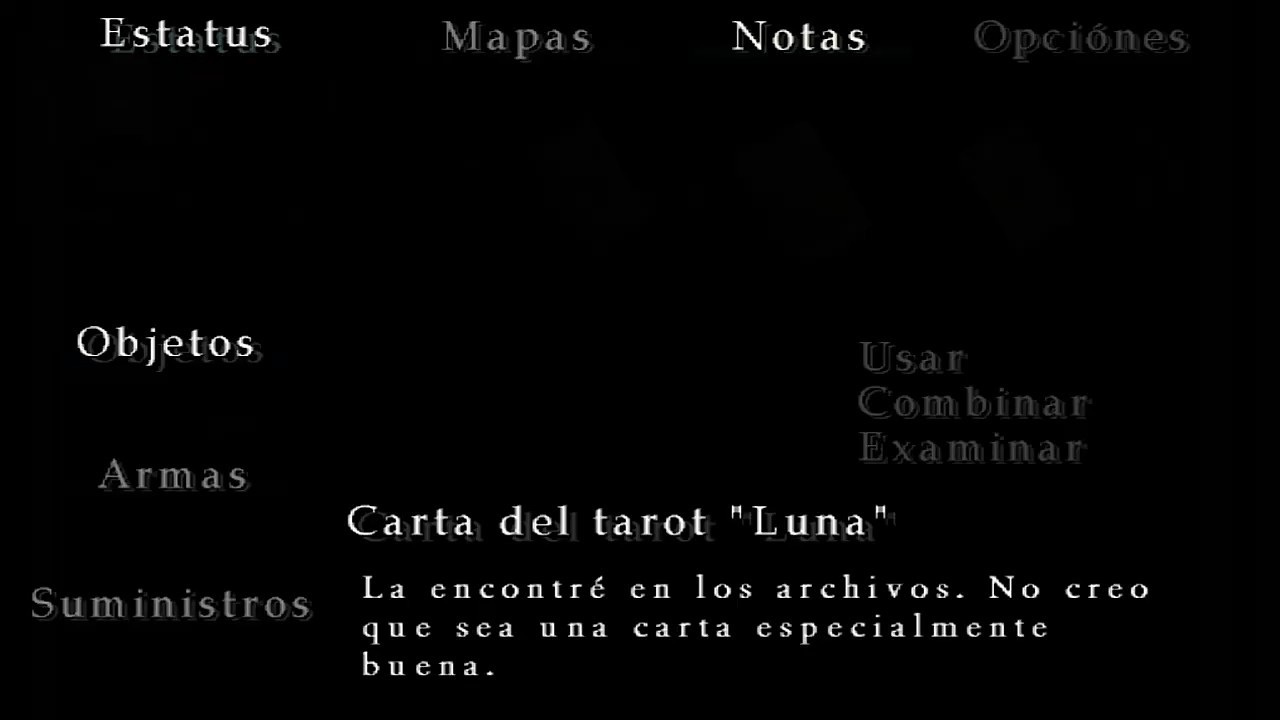 Estatus Mapas Notas Opciónes
Objetos
Usar
Combinar
Examinar
Armas
Carta del tarot "Luna"
Suministros
La encontré en los archivos. No creo
que sea una carta especialmente
buena.